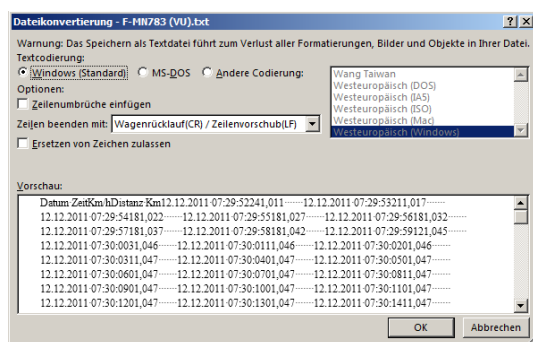 Dateikonvertierung - F-MN783 (VU).txt
Warnung: Das Speichern als Textdatei führt zum Verlust aller Formatierungen, Bilder und Objekte in Ihrer Datei.
Textcodierung:
Windows (Standard) MS-DOS Andere Codierung:
Wang Taiwan
Westeuropäisch (DOS)
Westeuropäisch (IA5)
Westeuropäisch (ISO)
Westeuropäisch (Mac)
Westeuropäisch (Windows)
Optionen:
Zeilenumbrüche einfügen
Zeilen beenden mit: Wagenrücklauf(CR) / Zeilenvorschub(LF)
Ersetzen von Zeichen zulassen
Vorschau:
Datum·ZeitKm/hDistanz·Km12.12.2011·07:29:52241,011·······12.12.2011·07:29:53211,017·······
12.12.2011·07:29:54181,022·······12.12.2011·07:29:55181,027·······12.12.2011·07:29:56181,032·······
12.12.2011·07:29:57181,037·······12.12.2011·07:29:58181,042·······12.12.2011·07:29:59121,045·······
12.12.2011·07:30:0031,046·······12.12.2011·07:30:0111,046·······12.12.2011·07:30:0201,046·······
12.12.2011·07:30:0311,047·······12.12.2011·07:30:0401,047·······12.12.2011·07:30:0501,047·······
12.12.2011·07:30:0601,047·······12.12.2011·07:30:0701,047·······12.12.2011·07:30:0811,047·······
12.12.2011·07:30:0901,047·······12.12.2011·07:30:1001,047·······12.12.2011·07:30:1101,047·······
12.12.2011·07:30:1201,047·······12.12.2011·07:30:1301,047·······12.12.2011·07:30:1411,047·······
OK Abbrechen